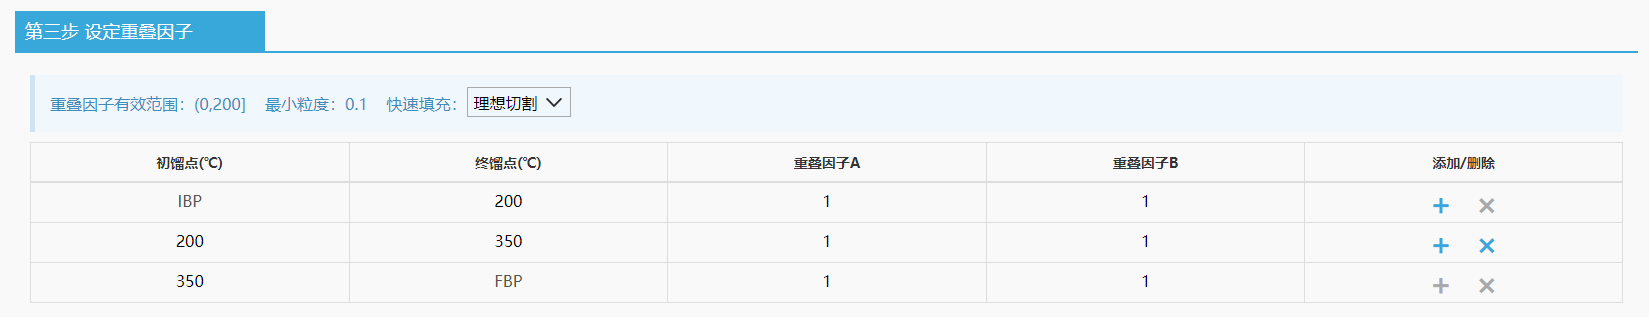 第三步 设定重叠因子
重叠因子有效范围：(0,200] 最小粒度：0.1 快速填充： 理想切割
初馏点(℃) 终馏点(℃) 重叠因子A 重叠因子B 添加/删除
IBP 200 1 1
200 350 1 1
350 FBP 1 1